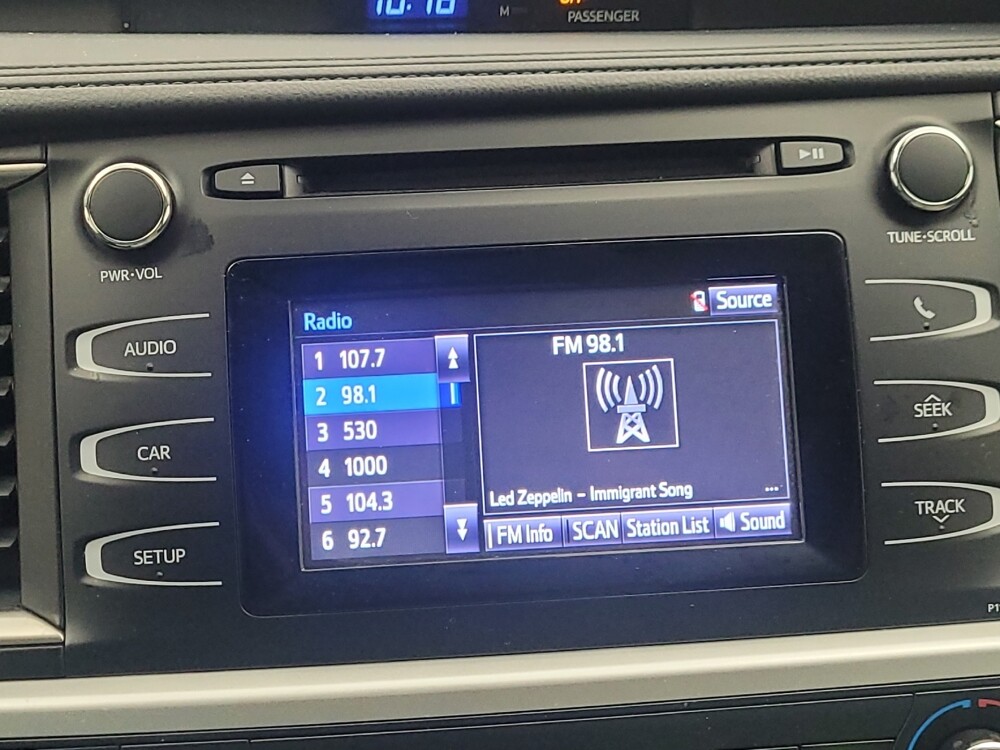 10:18
M
PASSENGER
PWR•VOL
TUNE•SCROLL
AUDIO
CAR
SETUP
SEEK
TRACK
Source
Radio
1 107.7
2 98.1
3 530
4 1000
5 104.3
6 92.7
FM 98.1
Led Zeppelin – Immigrant Song
...
FM Info
SCAN
Station List
Sound